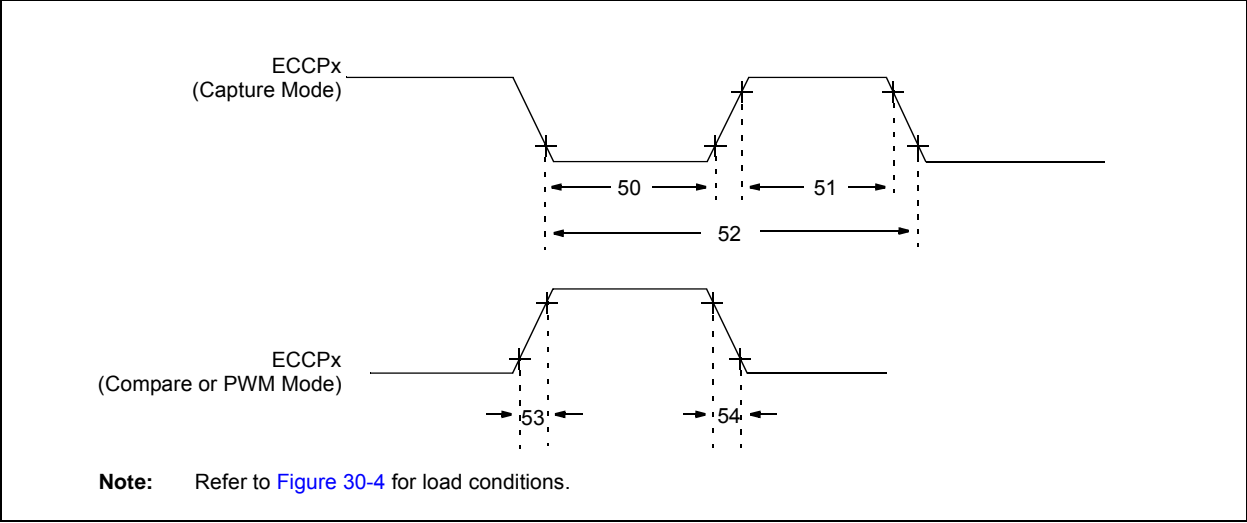 ECCPx
(Capture Mode)
50
51
52
ECCPx
(Compare or PWM Mode)
53
54
Note: Refer to Figure 30-4 for load conditions.